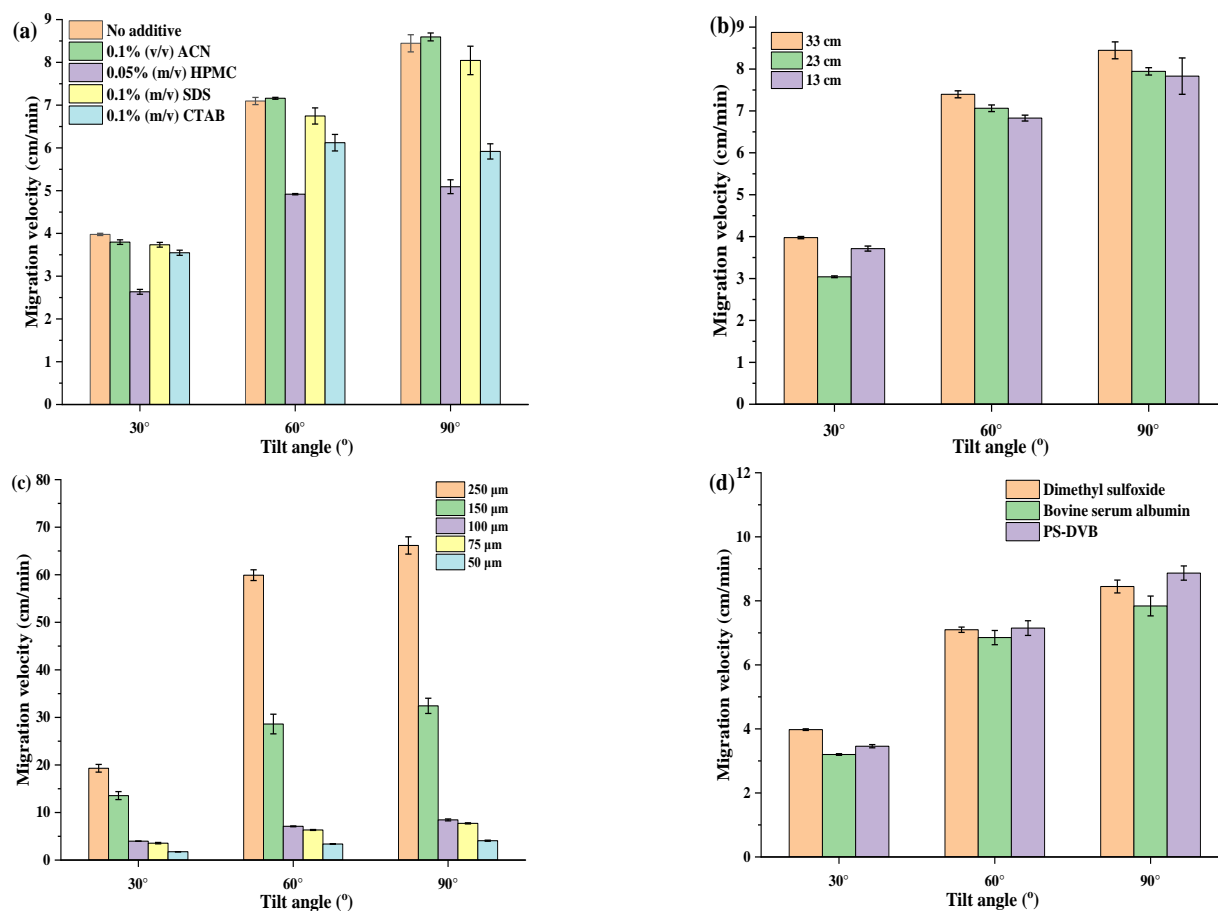 (a)
No additive
0.1% (v/v) ACN
0.05% (m/v) HPMC
0.1% (m/v) SDS
0.1% (m/v) CTAB
Migration velocity (cm/min)
9
8
7
6
5
4
3
2
1
0
30°
60°
90°
Tilt angle (°)
(b)
33 cm
23 cm
13 cm
Migration velocity (cm/min)
9
8
7
6
5
4
3
2
1
0
30°
60°
90°
Tilt angle (°)
(c)
250 µm
150 µm
100 µm
75 µm
50 µm
Migration velocity (cm/min)
80
70
60
50
40
30
20
10
0
30°
60°
90°
Tilt angle (°)
(d)
Dimethyl sulfoxide
Bovine serum albumin
PS-DVB
Migration velocity (cm/min)
12
10
8
6
4
2
0
30°
60°
90°
Tilt angle (°)